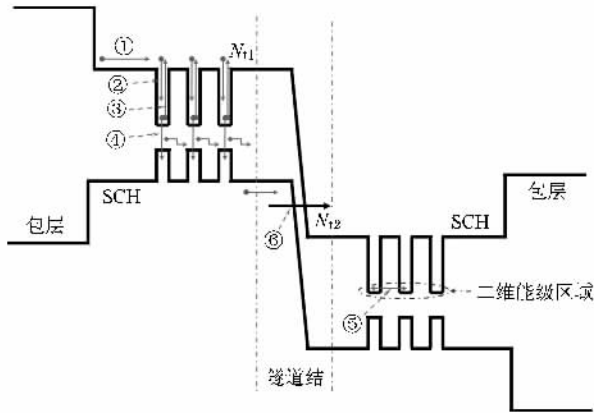 ①
N_{t1}
②
③
④
SCH
包层
⑥
N_{t2}
SCH
包层
⑤
二维能级区域
隧道结